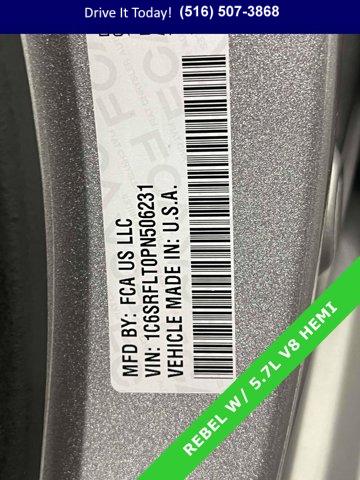 Drive It Today! (516) 507-3868
MFD BY: FCA US LLC
VIN: 1C6SRFLT0PN506231
VEHICLE MADE IN: U.S.A.
REBEL W/ 5.7L V8 HEMI